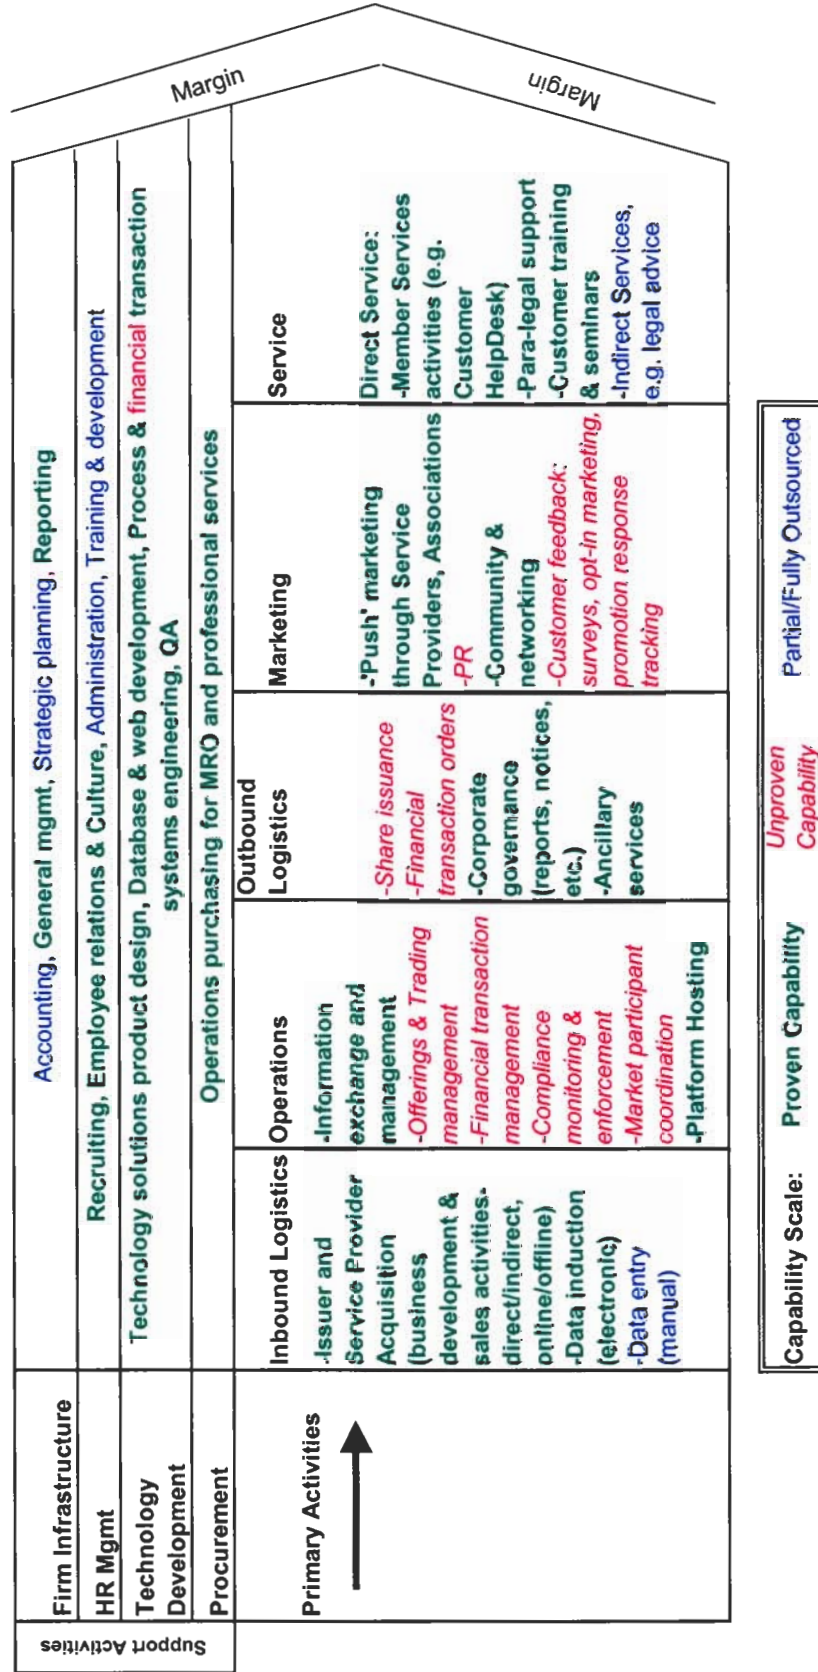 Support Activities
Firm Infrastructure
Accounting, General mgmt, Strategic planning, Reporting
HR Mgmt
Recruiting, Employee relations & Culture, Administration, Training & development
Technology
Development
Technology solutions product design, Database & web development, Process & financial transaction
systems engineering, QA
Procurement
Operations purchasing for MRO and professional services
Margin
Margin
Primary Activities
Inbound Logistics
-Issuer and
Service Provider
Acquisition
(business
development &
sales activities-
direct/indirect,
online/offline)
-Data induction
(electronic)
-Data entry
(manual)
Operations
-Information
exchange and
management
-Offerings & Trading
management
-Financial transaction
management
-Compliance
monitoring &
enforcement
-Market participant
coordination
-Platform Hosting
Outbound
Logistics
-Share issuance
-Financial
transaction orders
-Corporate
governance
(reports, notices,
etc.)
-Ancillary
services
Marketing
-'Push' marketing
through Service
Providers, Associations
-PR
-Community &
networking
-Customer feedback:
surveys, opt-in marketing,
promotion response
tracking
Service
Direct Service:
-Member Services
activities (e.g.
Customer
HelpDesk)
-Para-legal support
-Customer training
& seminars
-Indirect Services,
e.g. legal advice
Capability Scale:
Proven Capability
Unproven
Capability
Partial/Fully Outsourced